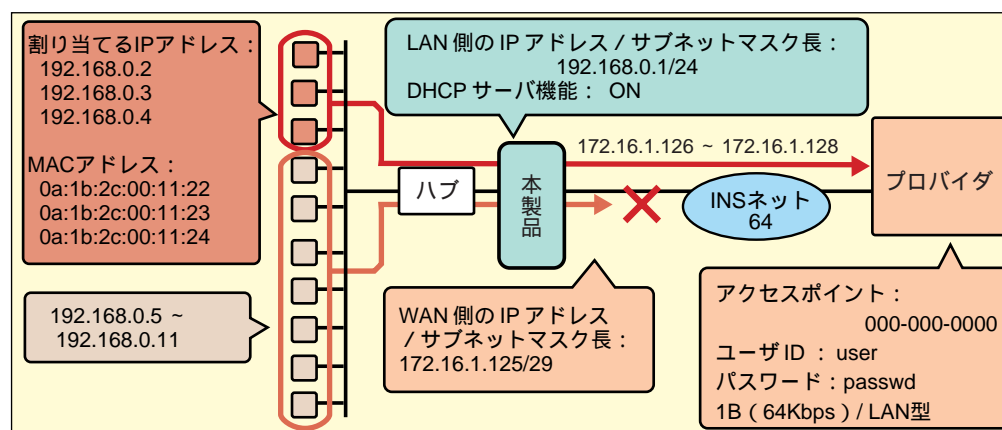 割り当てるIPアドレス：
192.168.0.2
192.168.0.3
192.168.0.4
MACアドレス：
0a:1b:2c:00:11:22
0a:1b:2c:00:11:23
0a:1b:2c:00:11:24
192.168.0.5 ~
192.168.0.11
LAN 側の IP アドレス / サブネットマスク長：
192.168.0.1/24
DHCP サーバ機能： ON
ハブ
本製品
172.16.1.126 ~ 172.16.1.128
INSネット
64
プロバイダ
WAN 側の IP アドレス
/ サブネットマスク長：
172.16.1.125/29
アクセスポイント：
000-000-0000
ユーザ ID ： user
パスワード：passwd
1B（64Kbps）/ LAN型